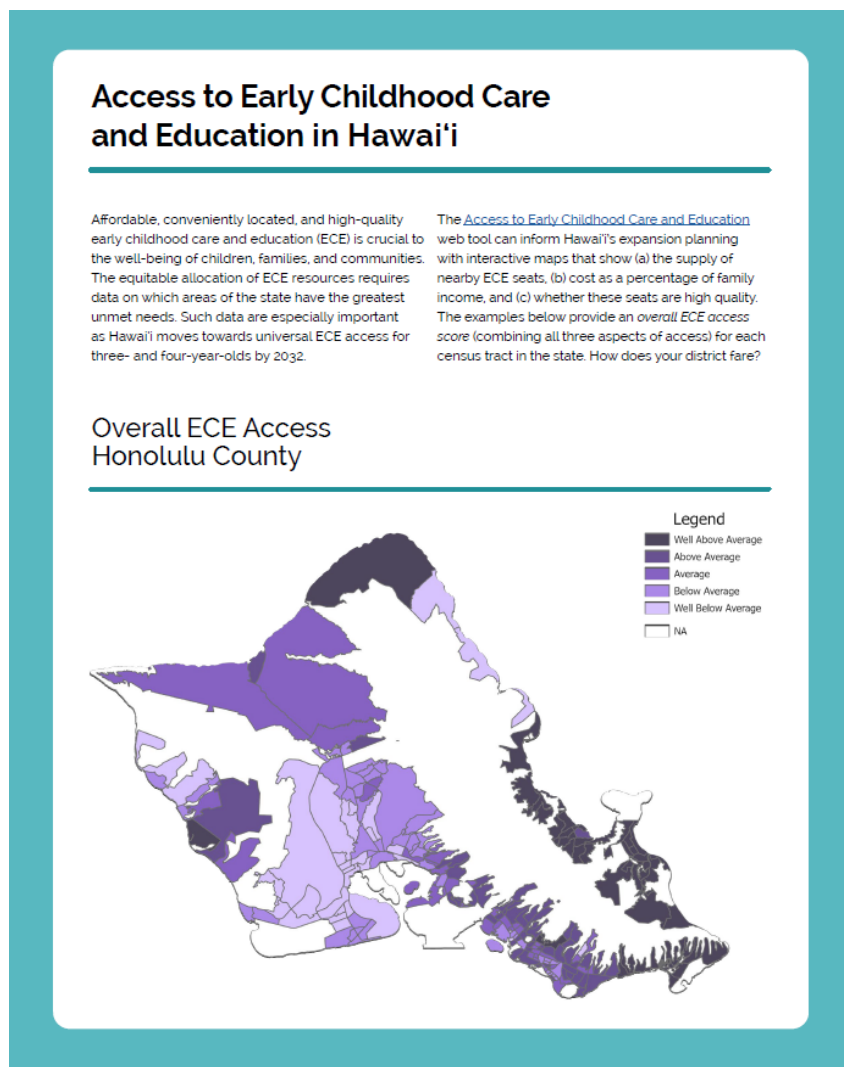 Access to Early Childhood Care
and Education in Hawaiʻi
Affordable, conveniently located, and high-quality
early childhood care and education (ECE) is crucial to
the well-being of children, families, and communities.
The equitable allocation of ECE resources requires
data on which areas of the state have the greatest
unmet needs. Such data are especially important
as Hawai'i moves towards universal ECE access for
three- and four-year-olds by 2032.
The Access to Early Childhood Care and Education
web tool can inform Hawai'i's expansion planning
with interactive maps that show (a) the supply of
nearby ECE seats, (b) cost as a percentage of family
income, and (c) whether these seats are high quality.
The examples below provide an overall ECE access
score (combining all three aspects of access) for each
census tract in the state. How does your district fare?
Overall ECE Access
Honolulu County
Legend
Well Above Average
Above Average
Average
Below Average
Well Below Average
NA